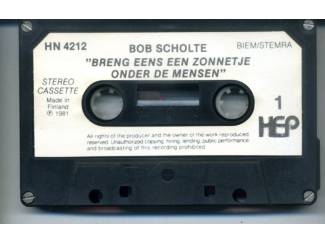 HN 4212 BOB SCHOLTE BIEM/STEMRA
"BRENG EENS EEN ZONNETJE
ONDER DE MENSEN"
STEREO
CASSETTE
Made in
Finland
℗ 1981
1
HEP
All rights of the producer and the owner of the work reproduced
reserved. Unauthorized copying, hiring, lending, public performance
and broadcasting of this recording prohibited.